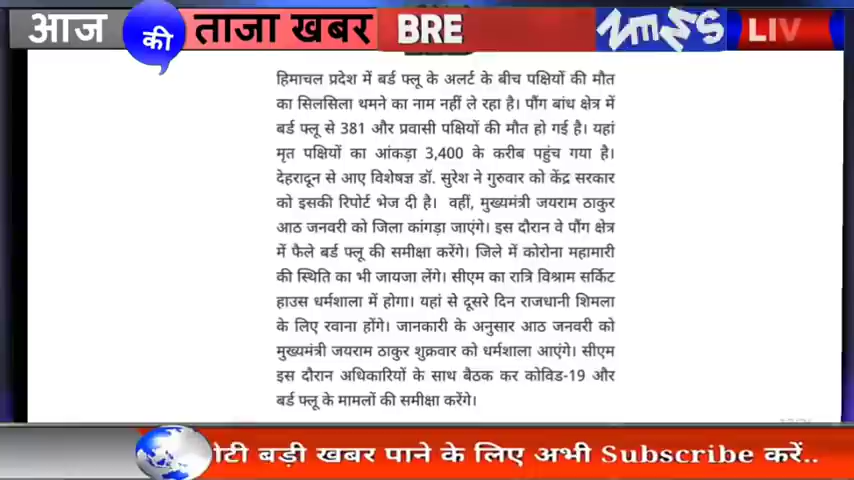 आज की ताजा खबर BRE NEWS LIV
हिमाचल प्रदेश में बर्ड फ्लू के अलर्ट के बीच पक्षियों की मौत
का सिलसिला थमने का नाम नहीं ले रहा है। पौंग बांध क्षेत्र में
बर्ड फ्लू से 381 और प्रवासी पक्षियों की मौत हो गई है। यहां
मृत पक्षियों का आंकड़ा 3,400 के करीब पहुंच गया है।
देहरादून से आए विशेषज्ञ डॉ. सुरेश ने गुरुवार को केंद्र सरकार
को इसकी रिपोर्ट भेज दी है। वहीं, मुख्यमंत्री जयराम ठाकुर
आठ जनवरी को जिला कांगड़ा जाएंगे। इस दौरान वे पौंग क्षेत्र
में फैले बर्ड फ्लू की समीक्षा करेंगे। जिले में कोरोना महामारी
की स्थिति का भी जायजा लेंगे। सीएम का रात्रि विश्राम सर्किट
हाउस धर्मशाला में होगा। यहां से दूसरे दिन राजधानी शिमला
के लिए रवाना होंगे। जानकारी के अनुसार आठ जनवरी को
मुख्यमंत्री जयराम ठाकुर शुक्रवार को धर्मशाला आएंगे। सीएम
इस दौरान अधिकारियों के साथ बैठक कर कोविड-19 और
बर्ड फ्लू के मामलों की समीक्षा करेंगे।
ोटी बड़ी खबर पाने के लिए अभी Subscribe करें..